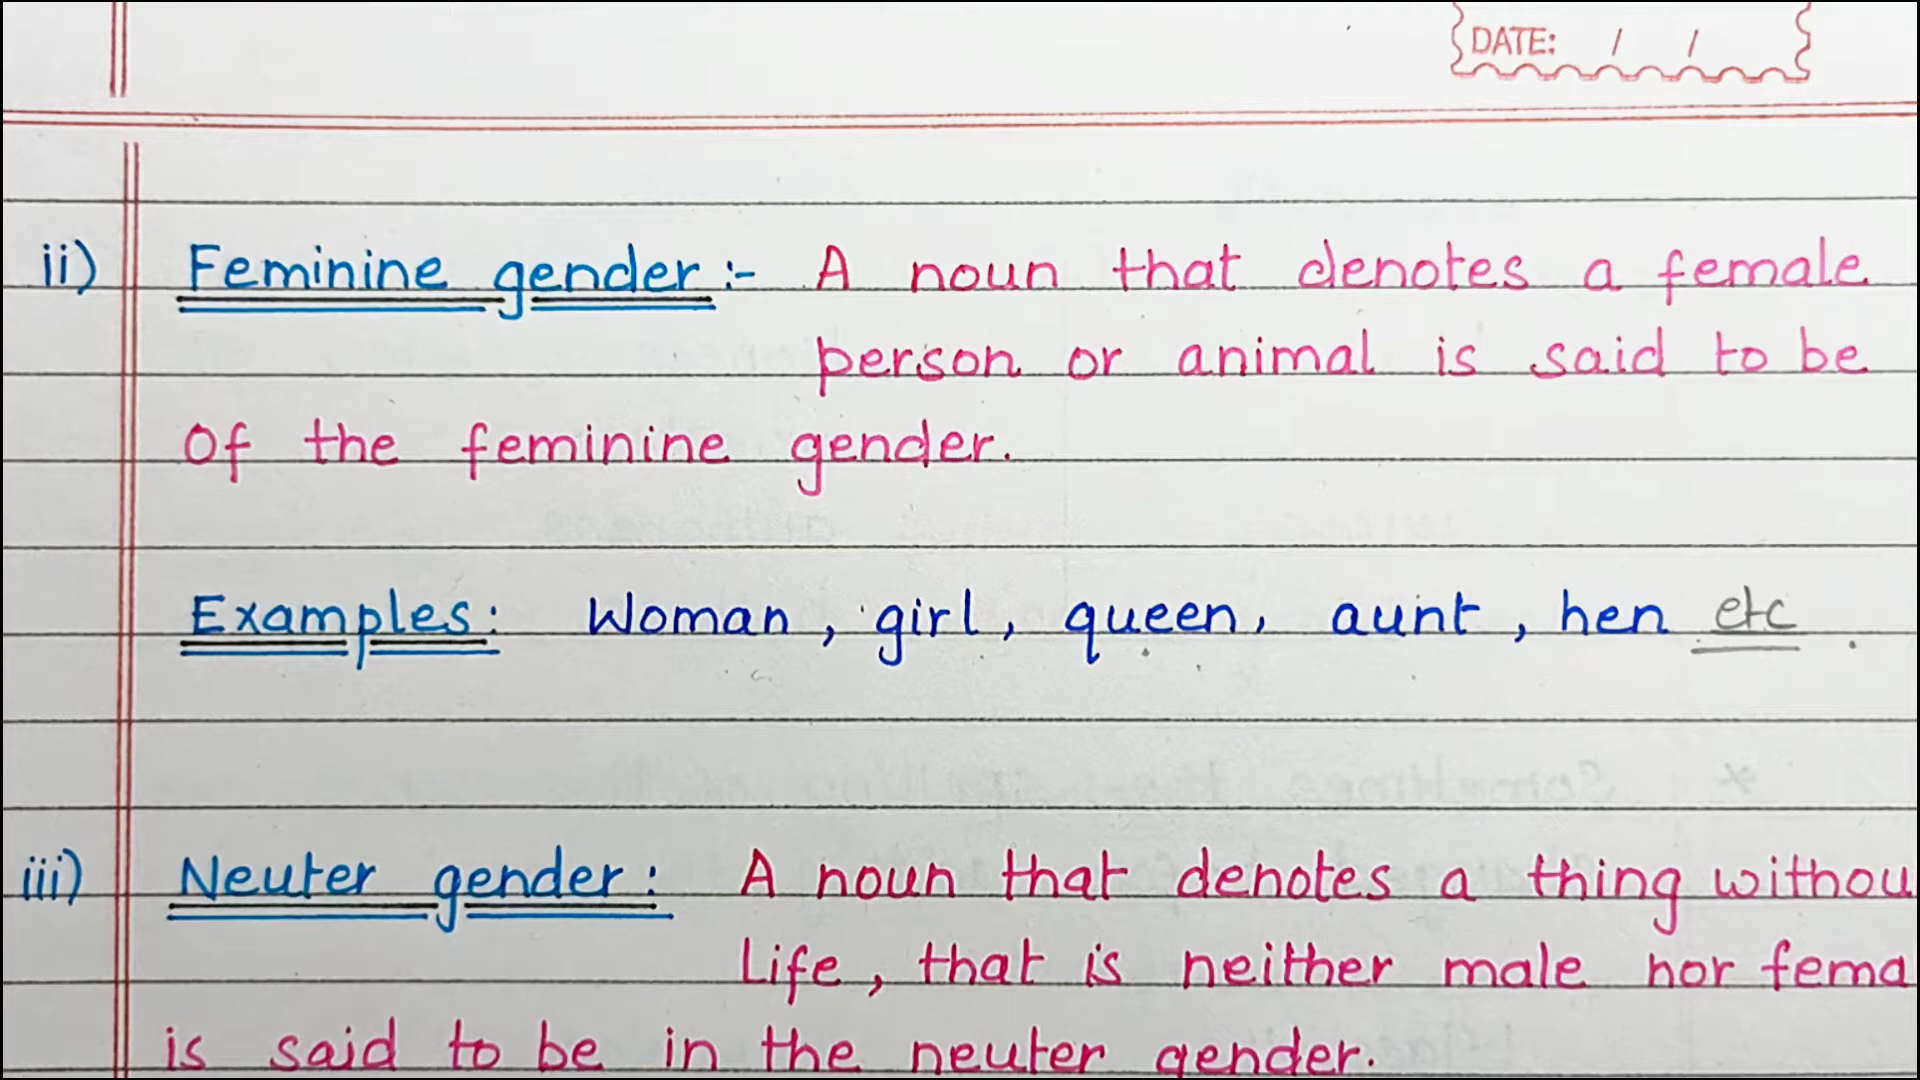 DATE: / /
ii) Feminine gender :- A noun that denotes a female
person or animal is said to be
Of the feminine gender.
Examples: Woman, girl, queen, aunt, hen etc.
iii) Neuter gender: A noun that denotes a thing withou
Life, that is neither male nor fema
is said to be in the neuter gender.